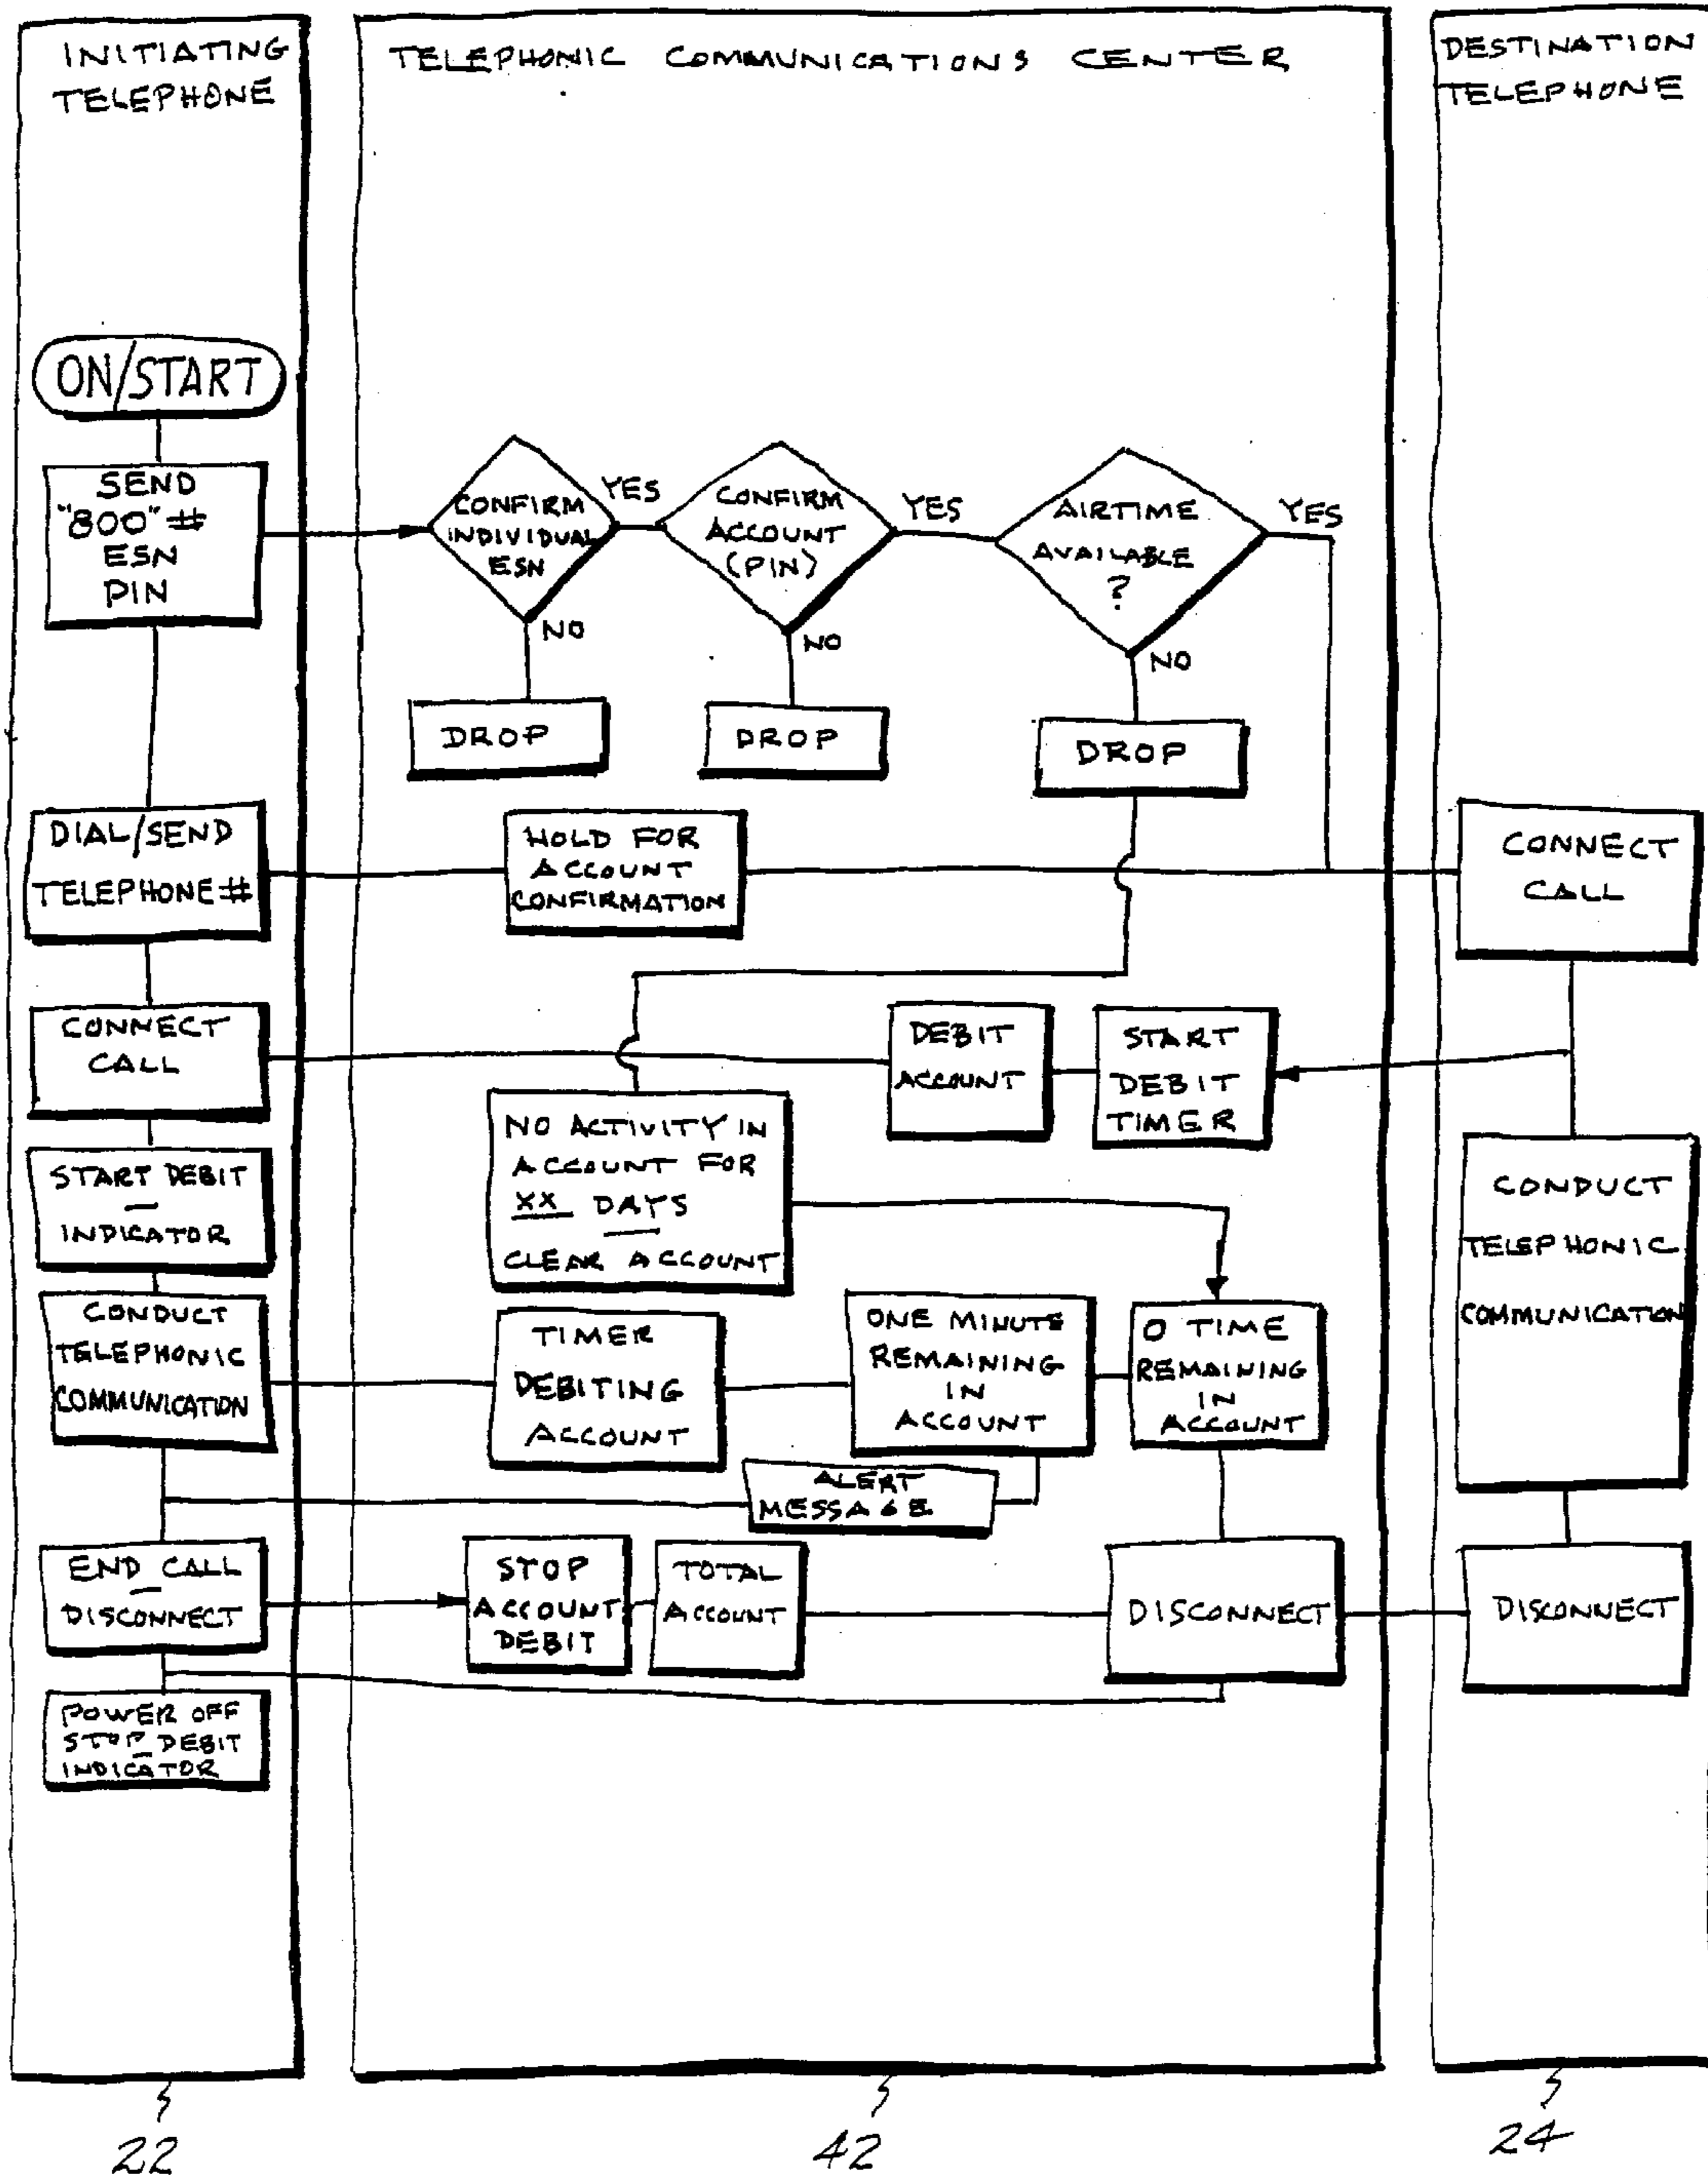 INITIATING
TELEPHONE
TELEPHONIC COMMUNICATIONS CENTER
DESTINATION
TELEPHONE
ON/START
SEND
"800" #
ESN
PIN
CONFIRM
INDIVIDUAL
ESN
YES
NO
CONFIRM
ACCOUNT
(PIN)
YES
NO
AIRTIME
AVAILABLE
?
YES
NO
DROP
DROP
DROP
DIAL/SEND
TELEPHONE #
HOLD FOR
ACCOUNT
CONFIRMATION
CONNECT
CALL
CONNECT
CALL
DEBIT
ACCOUNT
START
DEBIT
TIMER
NO ACTIVITY IN
ACCOUNT FOR
XX DAYS
CLEAR ACCOUNT
START DEBIT
INDICATOR
CONDUCT
TELEPHONIC
COMMUNICATION
CONDUCT
TELEPHONIC
COMMUNICATION
TIMER
DEBITING
ACCOUNT
ONE MINUTE
REMAINING
IN
ACCOUNT
0 TIME
REMAINING
IN
ACCOUNT
ALERT
MESSAGE
END CALL
DISCONNECT
STOP
ACCOUNT
DEBIT
TOTAL
ACCOUNT
DISCONNECT
DISCONNECT
POWER OFF
STOP DEBIT
INDICATOR
22
42
24